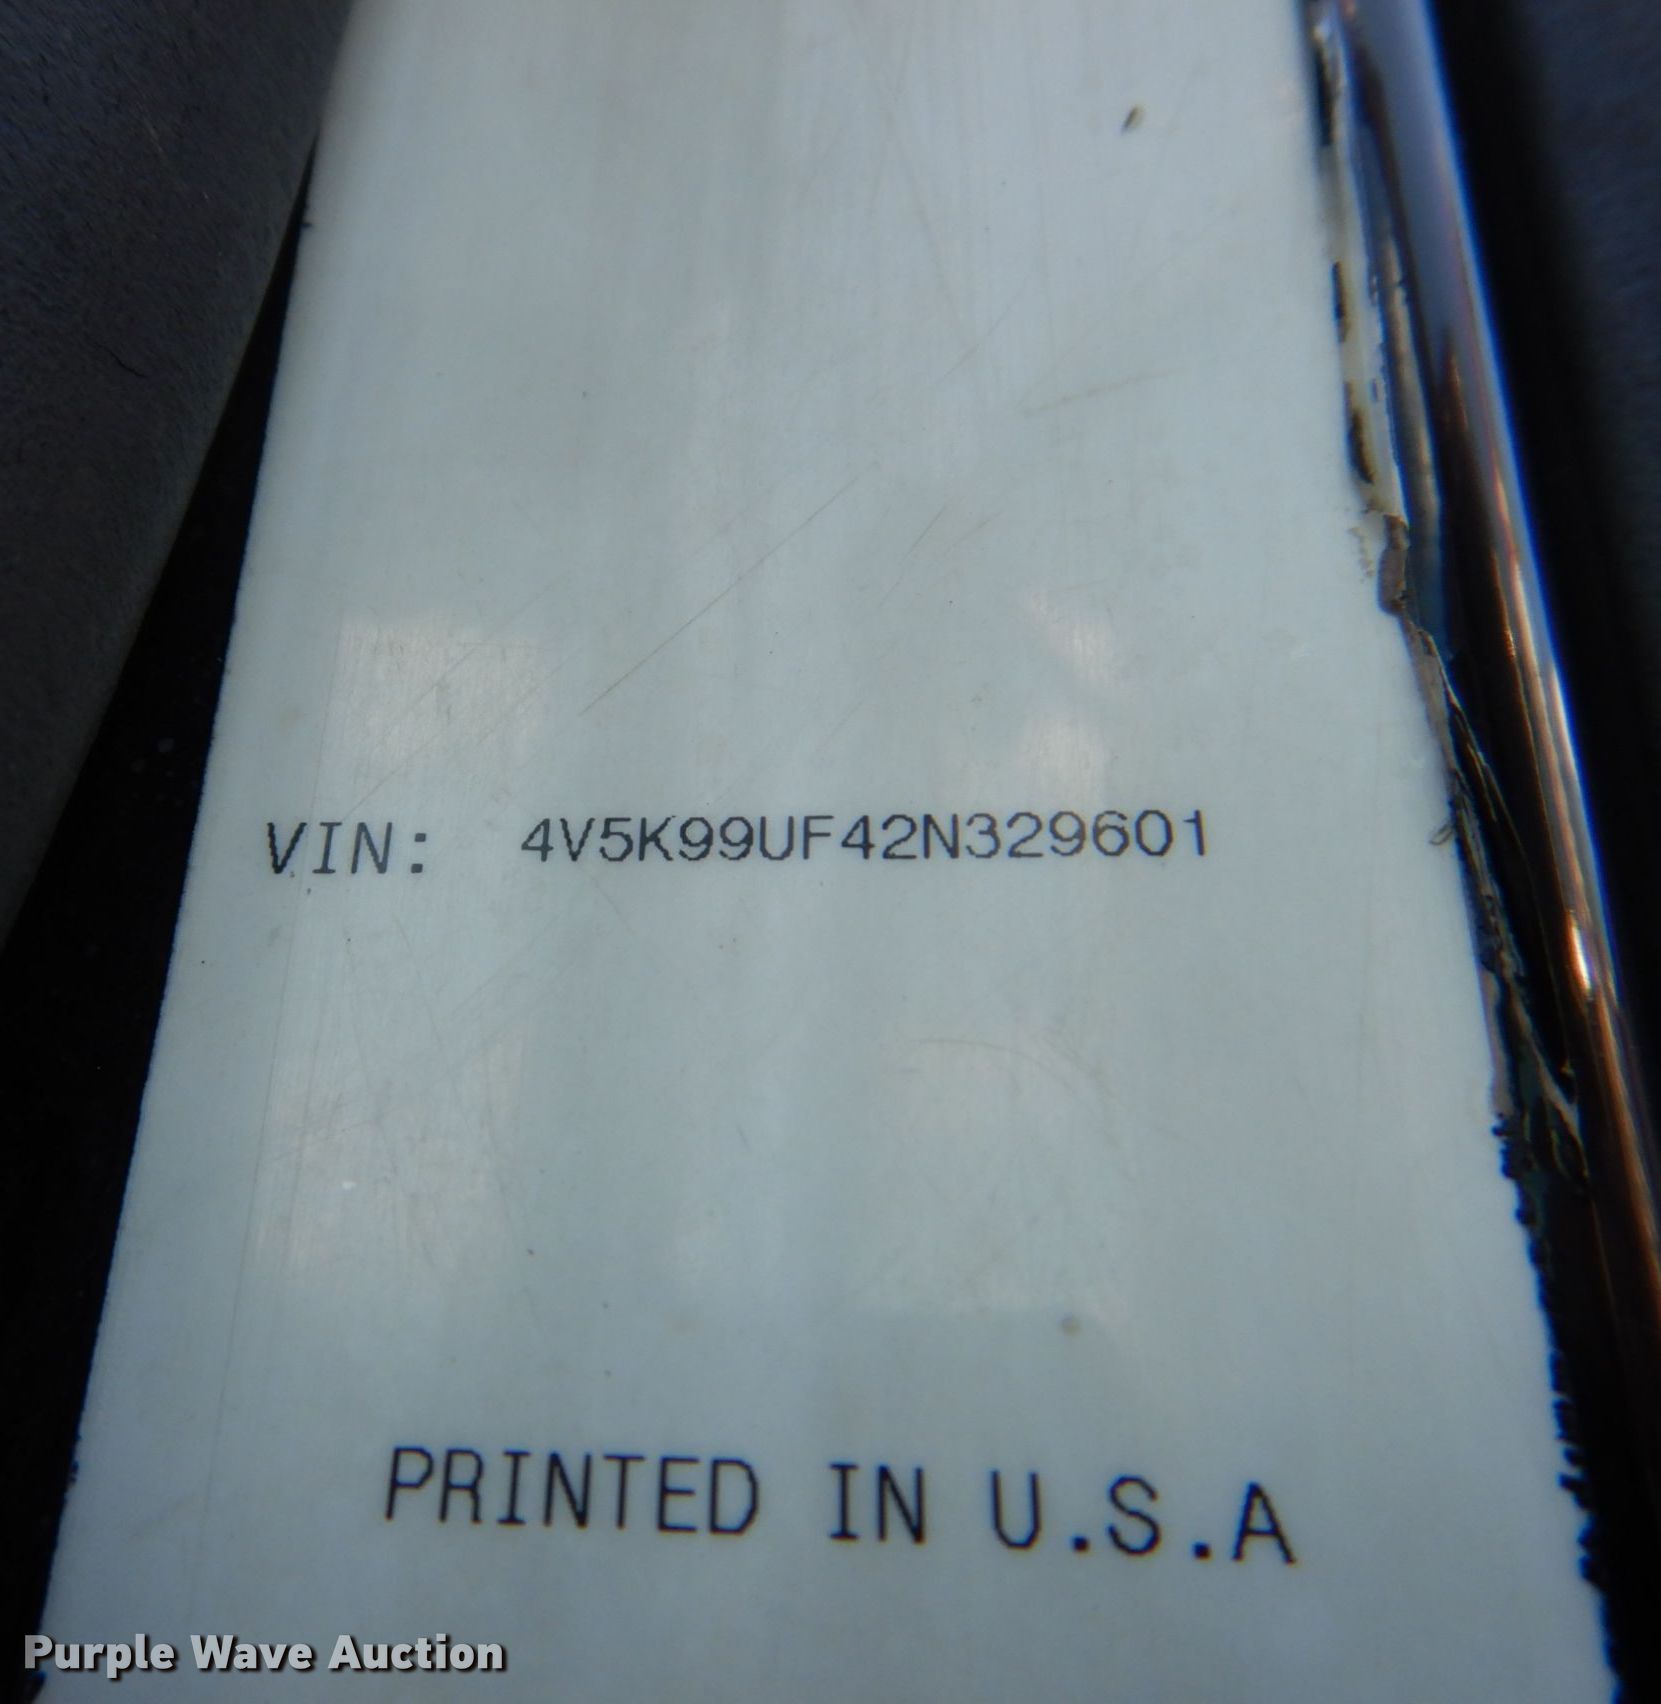 VIN: 4V5K99UF42N329601
PRINTED IN U.S.A
Purple Wave Auction